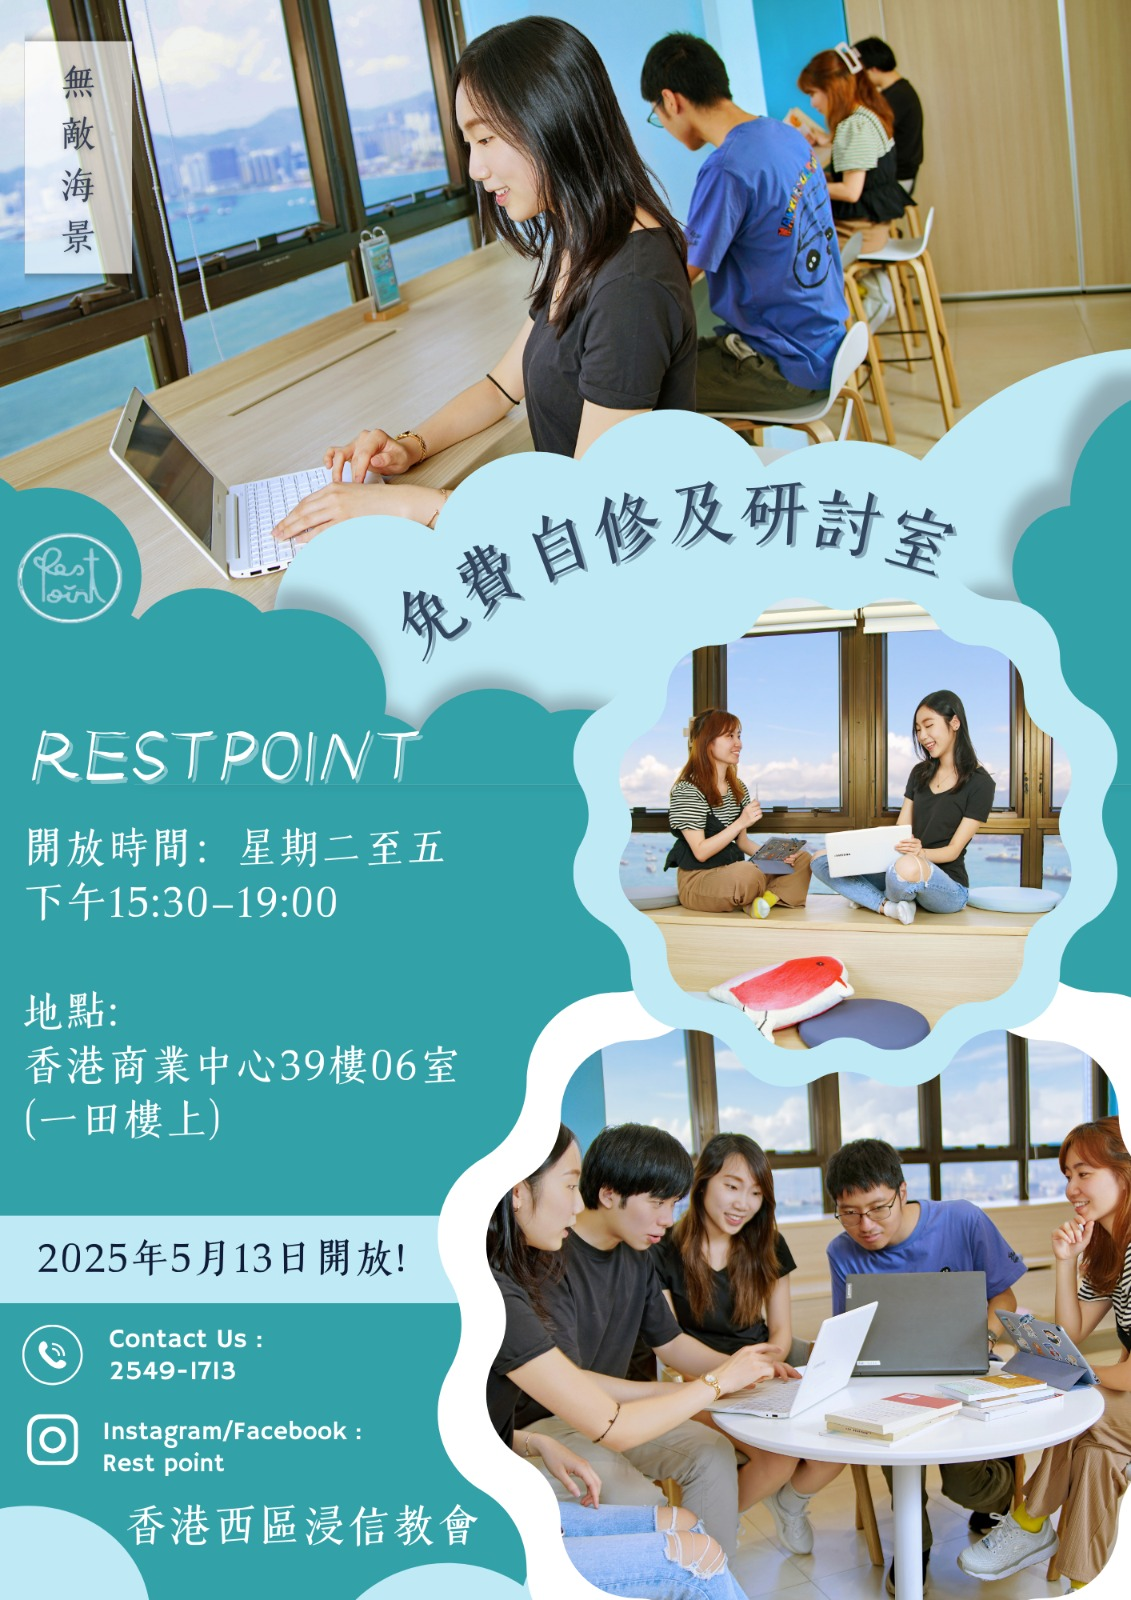 無敵海景
免費自修及研討室
Rest Point
RESTPOINT
開放時間：星期二至五
下午15:30–19:00
地點:
香港商業中心39樓06室
(一田樓上)
2025年5月13日開放!
Contact Us :
2549-1713
Instagram/Facebook :
Rest point
香港西區浸信教會